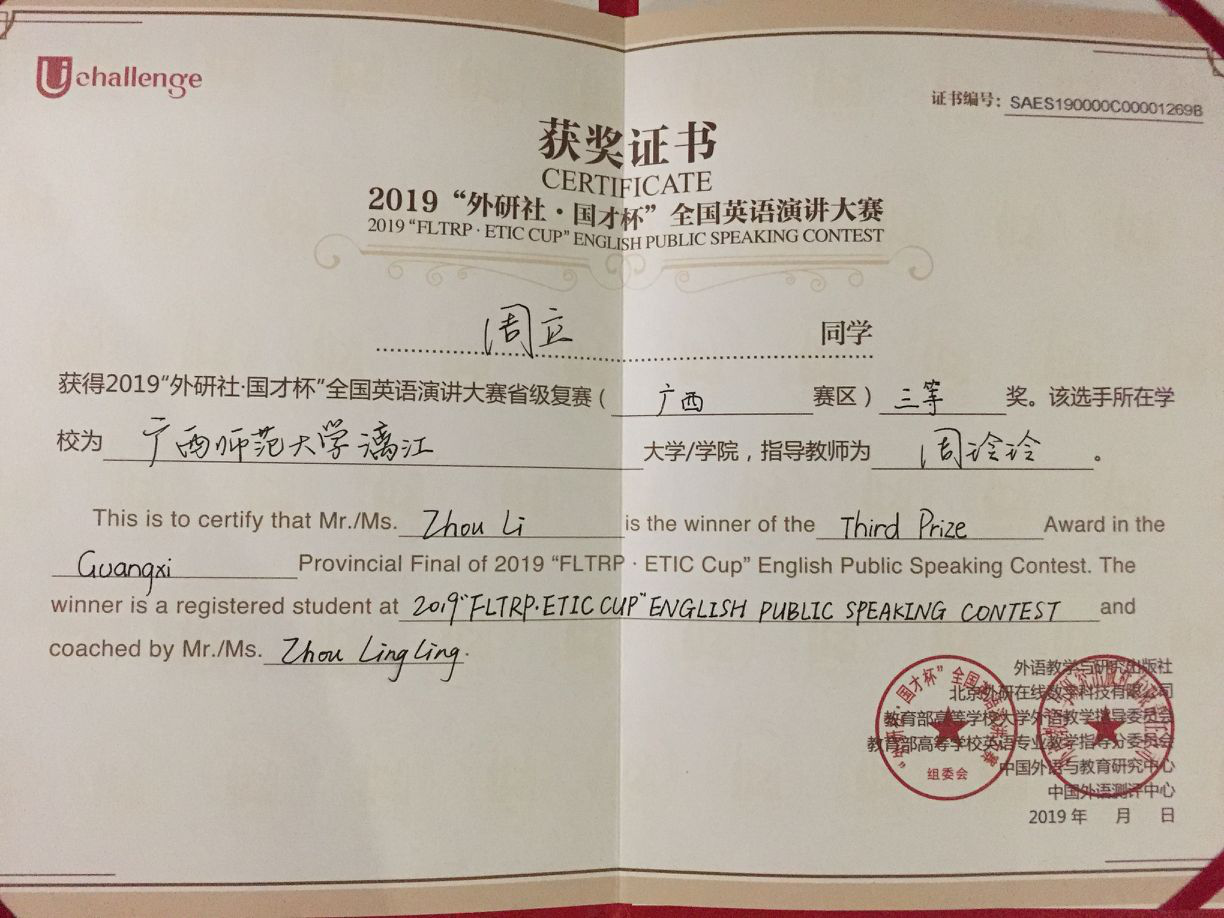 Uchallenge
证书编号：SAES190000C00001269B
获奖证书
CERTIFICATE
2019“外研社·国才杯”全国英语演讲大赛
2019 “FLTRP · ETIC CUP” ENGLISH PUBLIC SPEAKING CONTEST
周立 同学
获得2019“外研社·国才杯”全国英语演讲大赛省级复赛（ 广西 赛区）三等 奖。该选手所在学
校为 广西师范大学漓江 大学/学院，指导教师为 周泠泠 。
This is to certify that Mr./Ms. Zhou Li is the winner of the Third Prize Award in the
Guangxi Provincial Final of 2019 “FLTRP · ETIC Cup” English Public Speaking Contest. The
winner is a registered student at 2019“FLTRP·ETIC CUP”ENGLISH PUBLIC SPEAKING CONTEST and
coached by Mr./Ms. Zhou LingLing.
外语教学与研究出版社
北京外研在线数字科技有限公司
教育部高等学校大学外语教学指导委员会
教育部高等学校英语专业教学指导分委员会
中国外语与教育研究中心
中国外语测评中心
2019 年 月 日
组委会